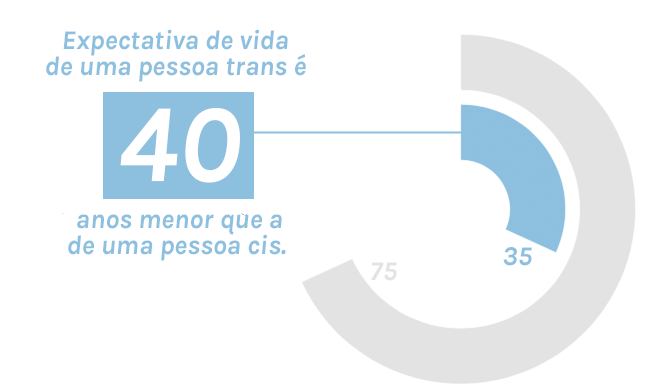 Expectativa de vida
de uma pessoa trans é
40
anos menor que a
de uma pessoa cis.
75
35